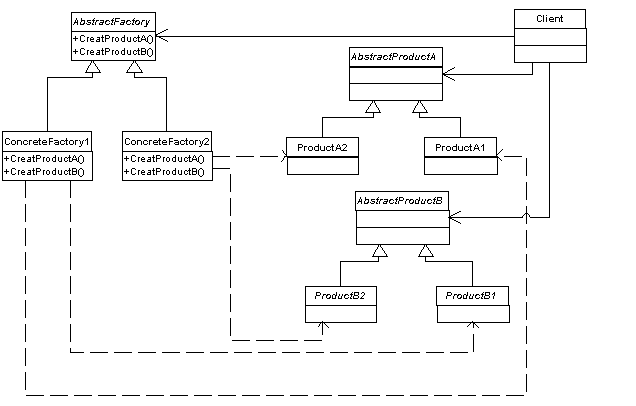 AbstractFactory
+CreatProductA()
+CreatProductB()
Client
AbstractProductA
ConcreteFactory1
+CreatProductA()
+CreatProductB()
ConcreteFactory2
+CreatProductA()
+CreatProductB()
ProductA2
ProductA1
AbstractProductB
ProductB2
ProductB1